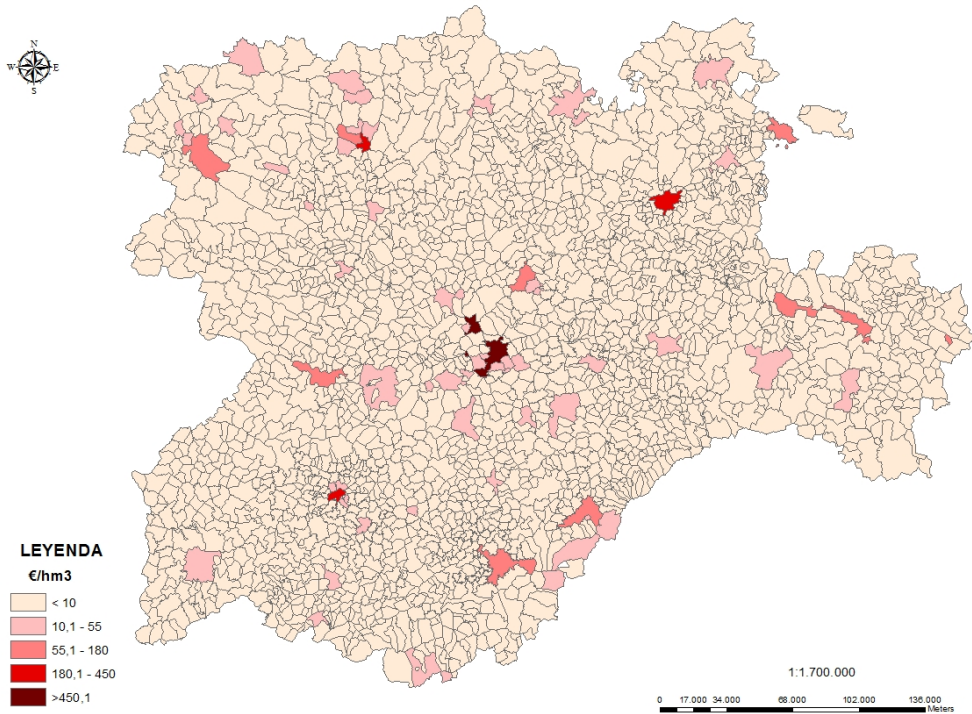 N
W E
S
LEYENDA
€/hm3
< 10
10,1 - 55
55,1 - 180
180,1 - 450
>450,1
1:1.700.000
0 17.000 34.000 68.000 102.000 136.000
Meters